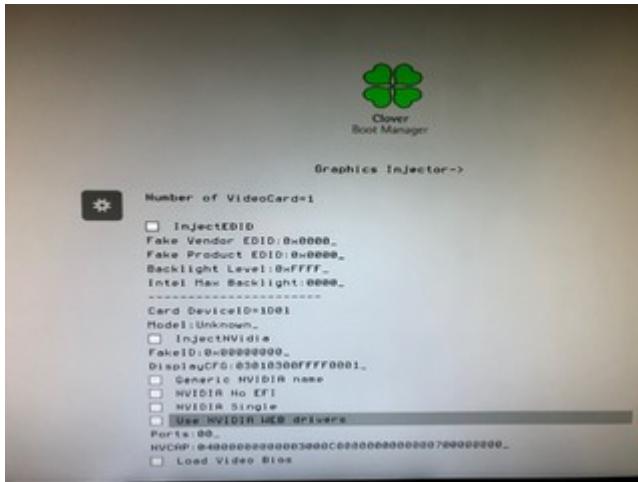 Clover
Boot Manager
Graphics Injector->
Number of VideoCard=1
InjectEDID
Fake Vendor EDID:0x0000_
Fake Product EDID:0x0000_
Backlight Level:0xFFFF_
Intel Max Backlight:0000_
----------------------
Card DeviceID=1D01
Model:Unknown_
InjectNVidia
FakeID:0x00000000_
DisplayCFG:03010300FFFF0001_
Generic NVIDIA name
NVIDIA No EFI
NVIDIA Single
Use NVIDIA WEB drivers
Ports:00_
Load Video Bios